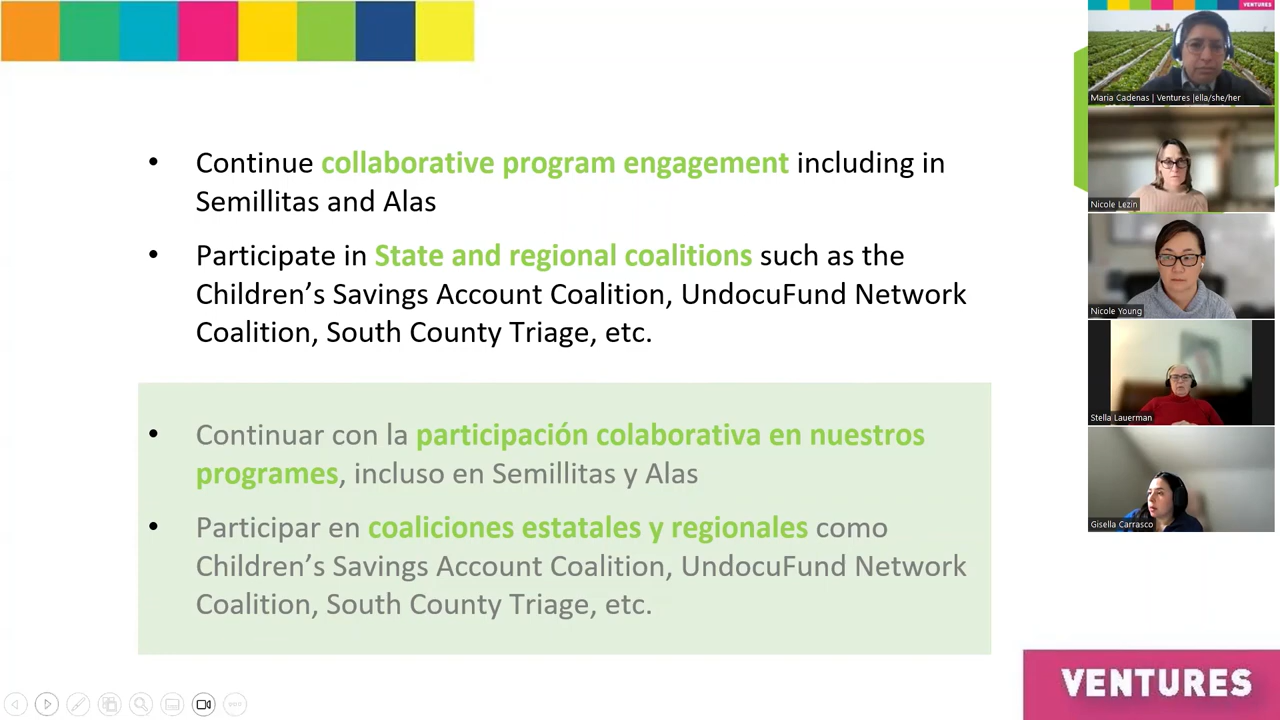 • Continue collaborative program engagement including in
Semillitas and Alas
• Participate in State and regional coalitions such as the
Children’s Savings Account Coalition, UndocuFund Network
Coalition, South County Triage, etc.
• Continuar con la participación colaborativa en nuestros
programes, incluso en Semillitas y Alas
• Participar en coaliciones estatales y regionales como
Children’s Savings Account Coalition, UndocuFund Network
Coalition, South County Triage, etc.
VENTURES
VENTURES
Maria Cadenas | Ventures |ella/she/her
Nicole Lezin
Nicole Young
Stella Lauerman
Gisella Carrasco